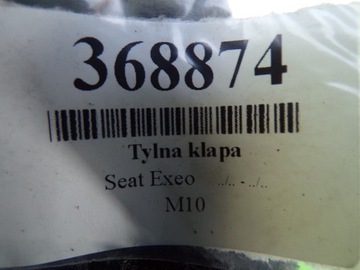 368874
Tylna klapa
Seat Exeo ../.. - ../..
M10